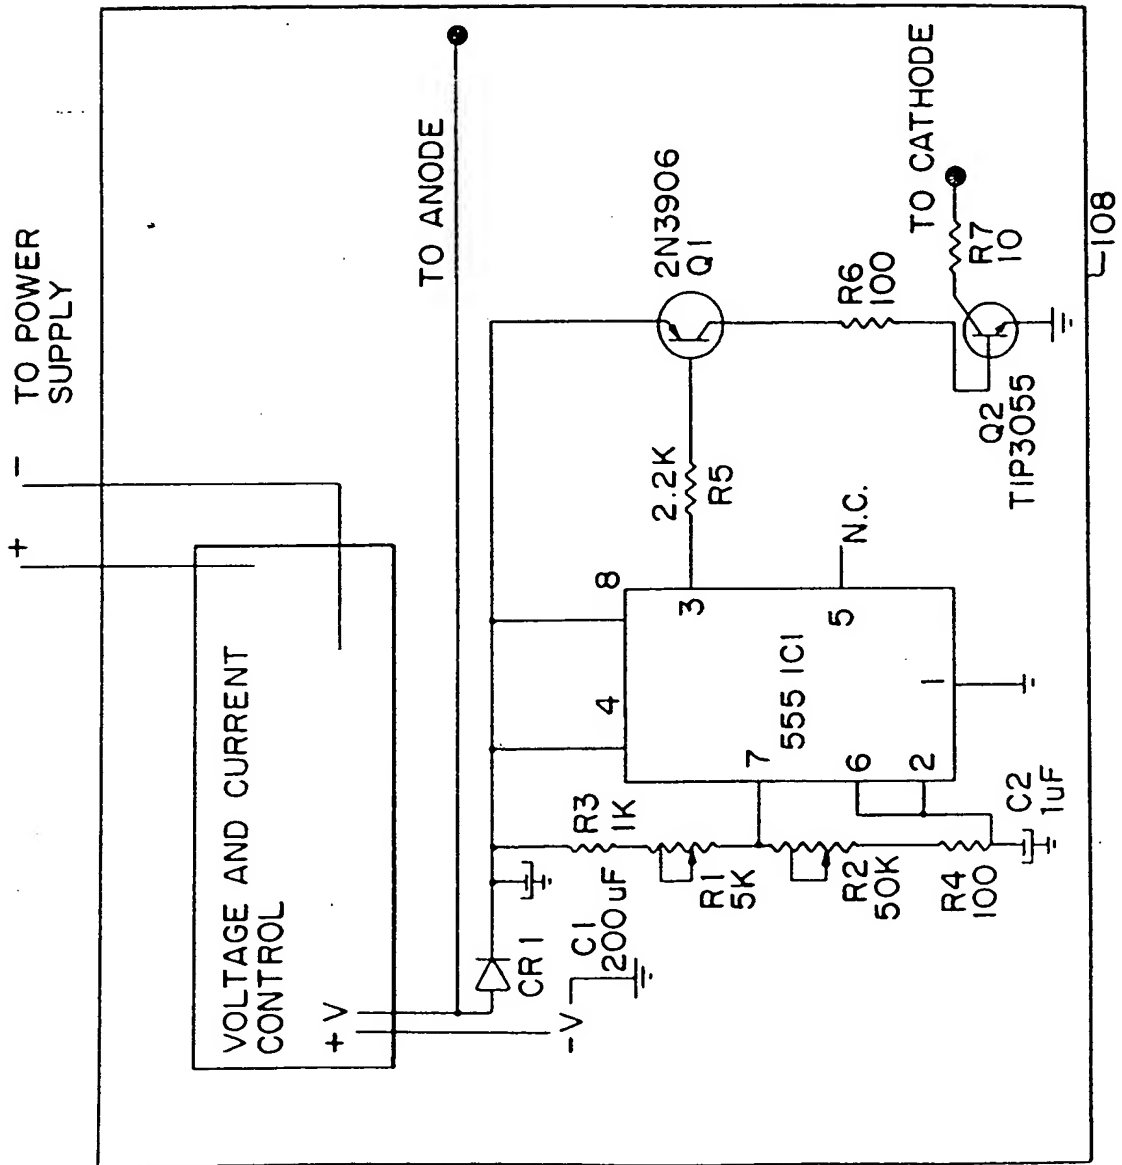 + - TO POWER
SUPPLY
VOLTAGE AND CURRENT
CONTROL
+ V
-V
TO ANODE
CR1
C1
200uF
R3
1K
R1
5K
R2
50K
R4
100
C2
1uF
4
8
7
6
2
3
5
1
555 IC1
N.C.
2.2K
R5
2N3906
Q1
R6
100
Q2
TIP3055
R7
10
TO CATHODE
108